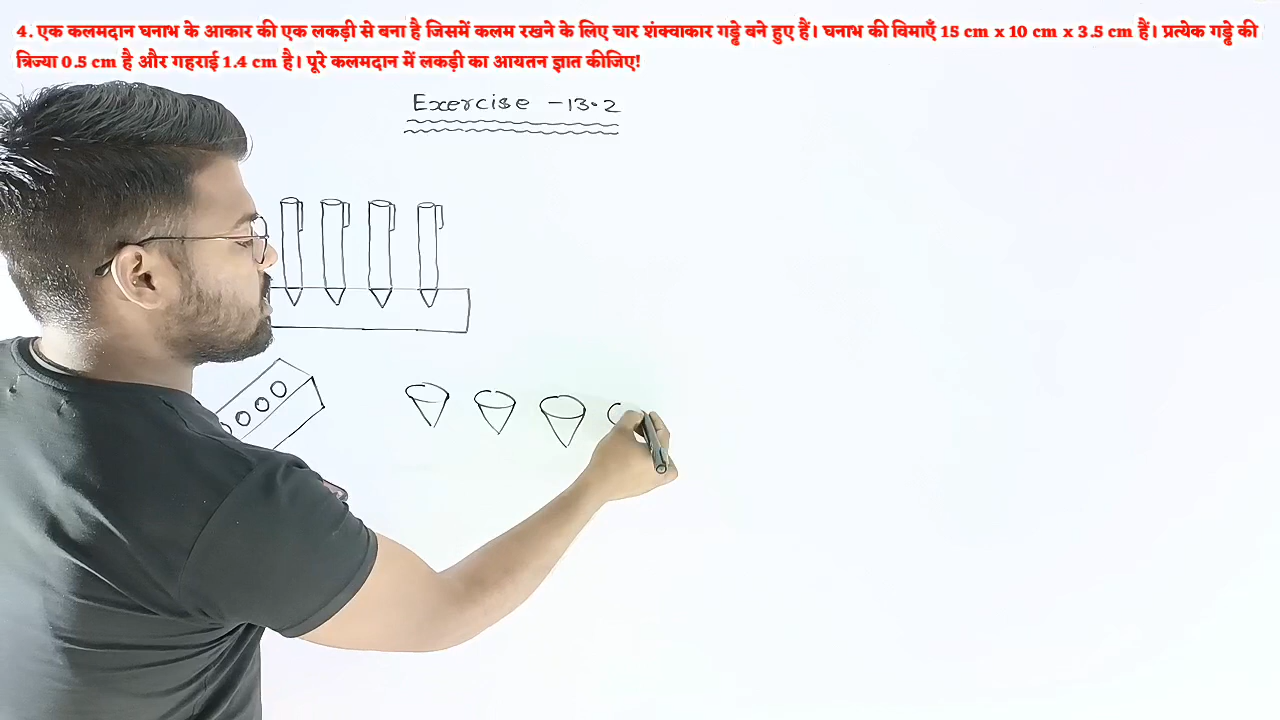 4. एक कलमदान घनाभ के आकार की एक लकड़ी से बना है जिसमें कलम रखने के लिए चार शंक्वाकार गड्ढे बने हुए हैं। घनाभ की विमाएँ 15 cm x 10 cm x 3.5 cm हैं। प्रत्येक गड्ढे की
त्रिज्या 0.5 cm है और गहराई 1.4 cm है। पूरे कलमदान में लकड़ी का आयतन ज्ञात कीजिए!
Exercise -13.2